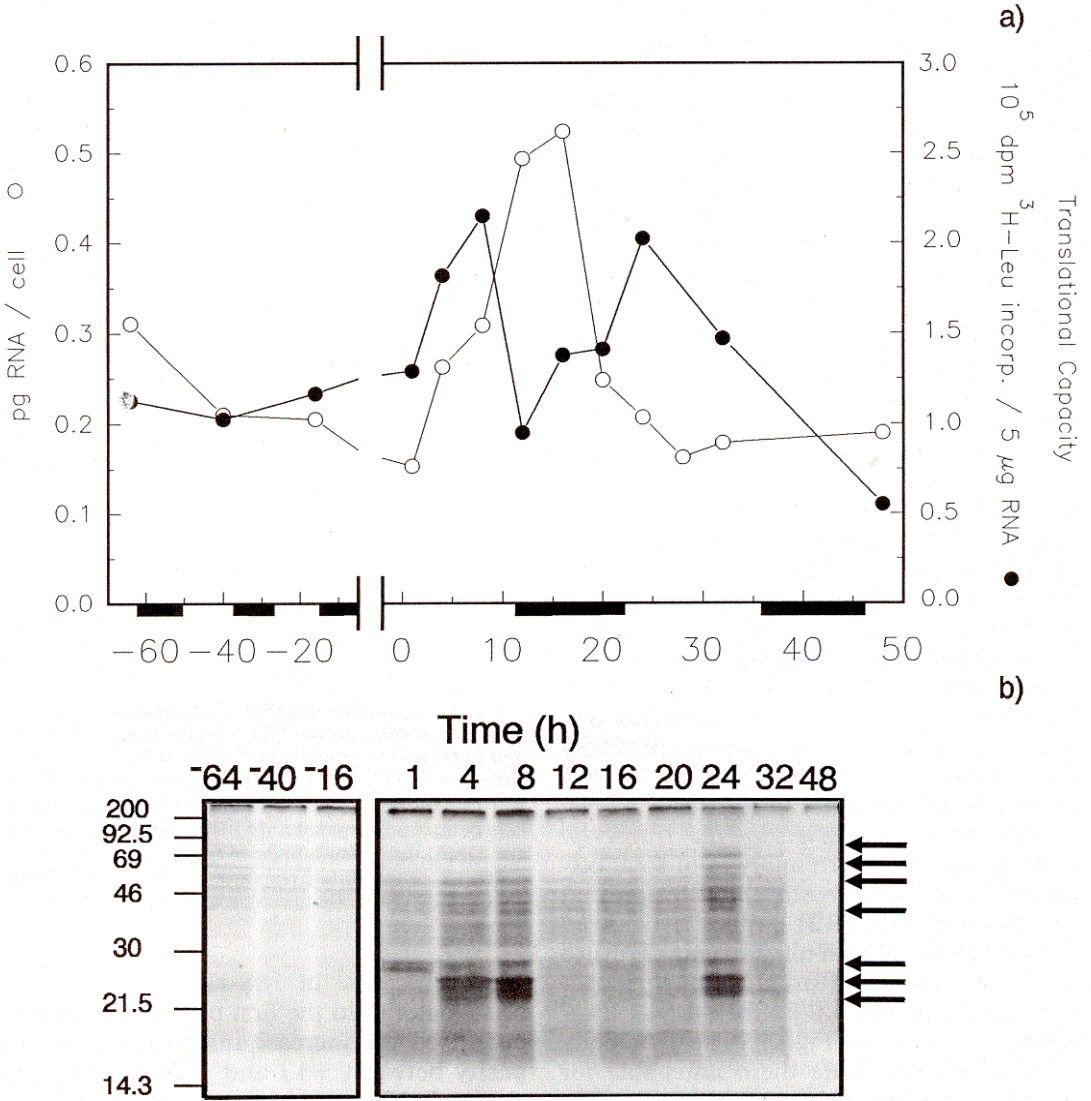 a)
0.6
0.5
0.4
0.3
0.2
0.1
0.0
pg RNA / cell ○
3.0
2.5
2.0
1.5
1.0
0.5
0.0
10⁵ dpm ³H-Leu incorp. / 5 µg RNA ●
Translational Capacity
-60 -40 -20 0 10 20 30 40 50
b)
Time (h)
-64 -40 -16 1 4 8 12 16 20 24 32 48
200
92.5
69
46
30
21.5
14.3